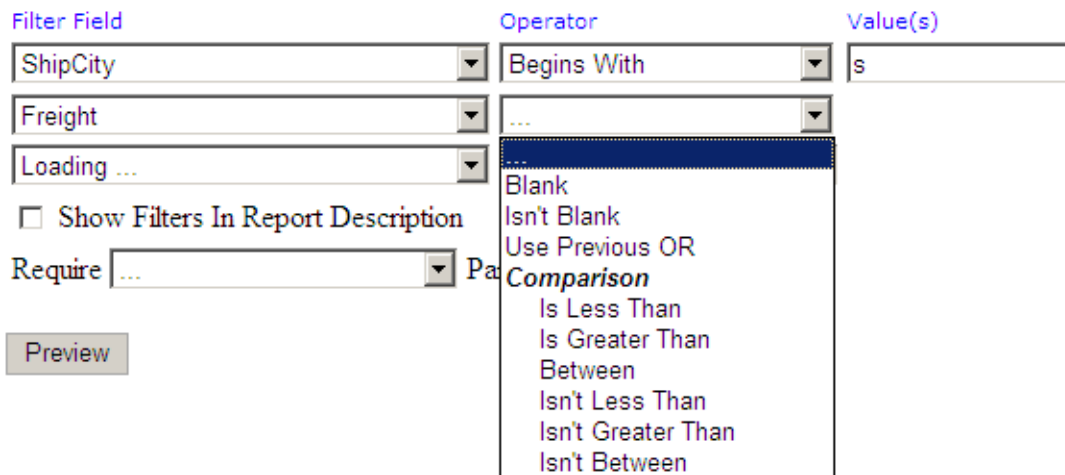 Filter Field Operator Value(s)
ShipCity Begins With s
Freight ...
Loading ... ...
Blank
Isn't Blank
Show Filters In Report Description
Use Previous OR
Require ... Pa
Comparison
Is Less Than
Is Greater Than
Preview
Between
Isn't Less Than
Isn't Greater Than
Isn't Between